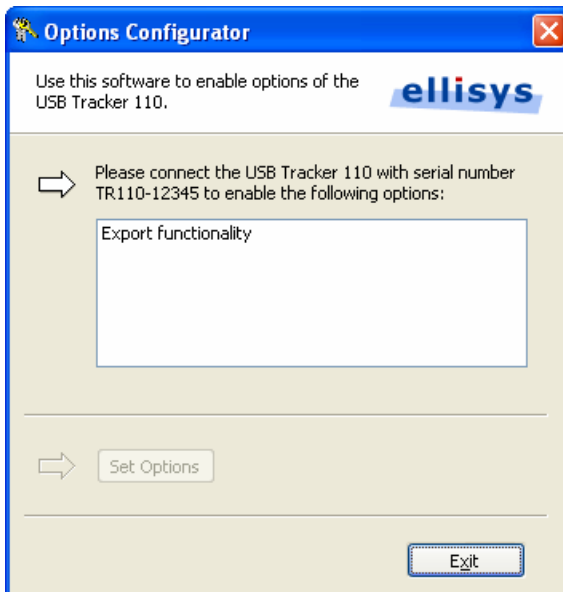 Options Configurator
Use this software to enable options of the
USB Tracker 110.
ellisys
Please connect the USB Tracker 110 with serial number
TR110-12345 to enable the following options:
Export functionality
Set Options
Exit